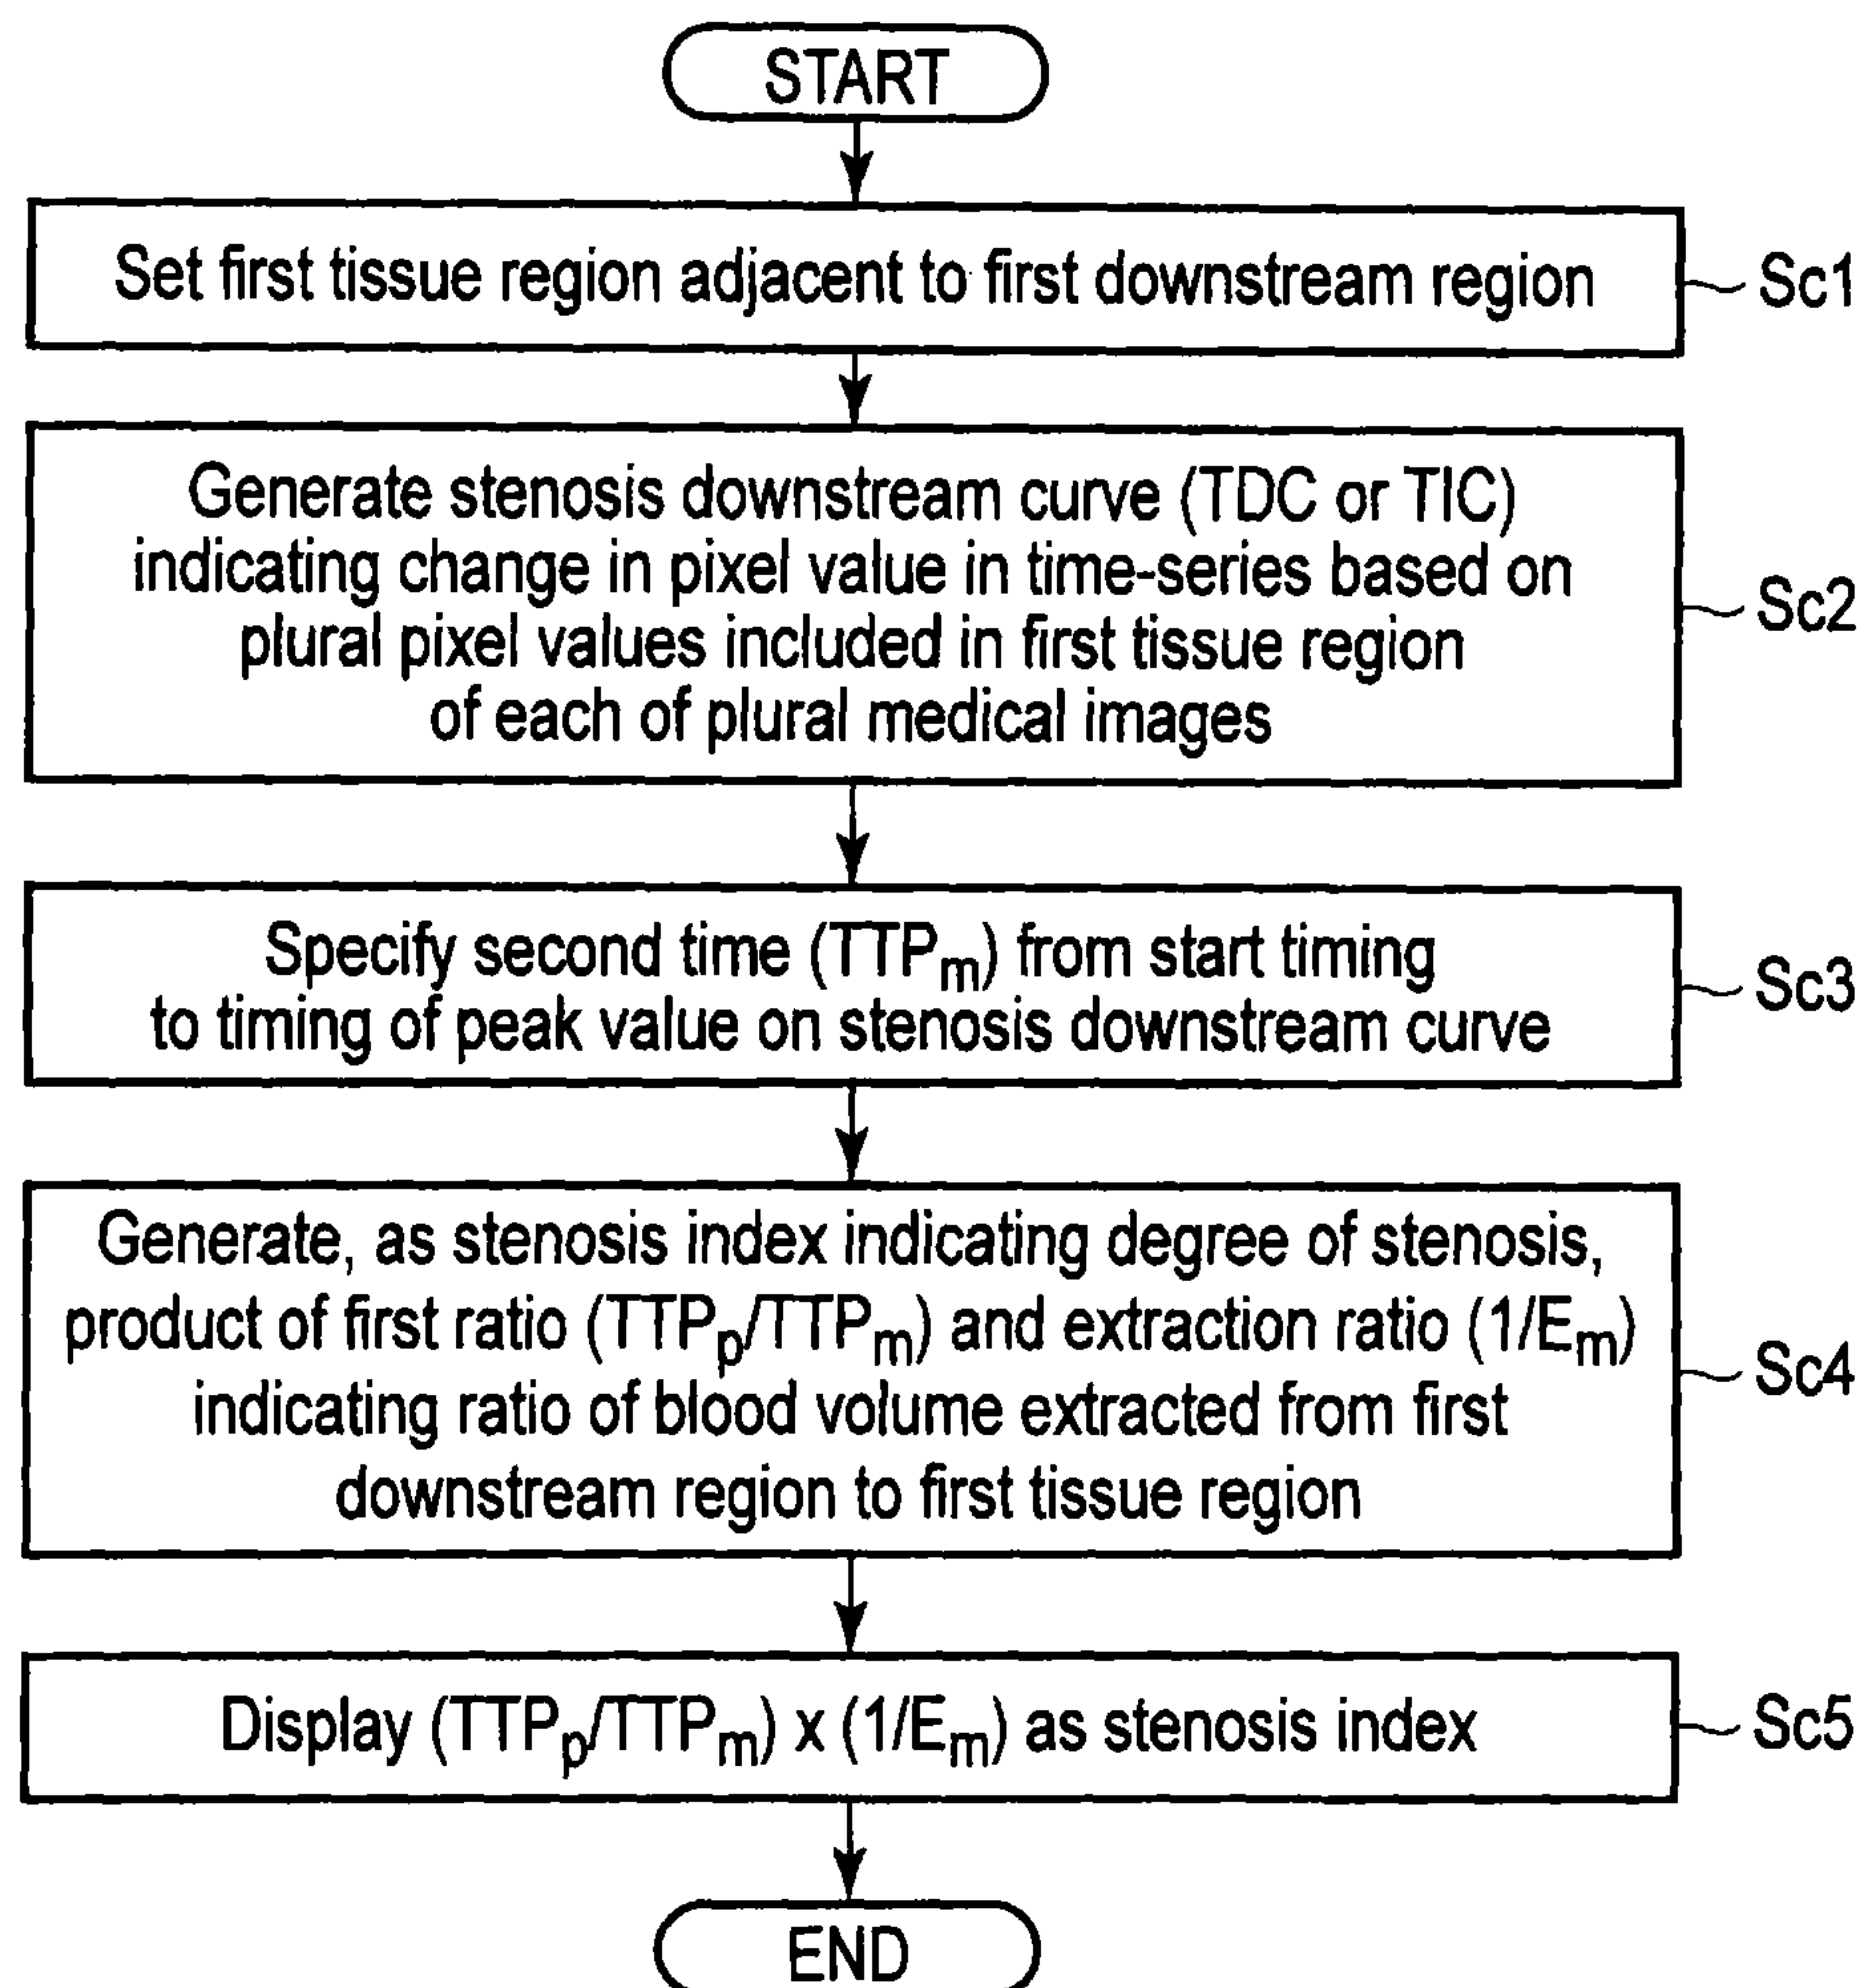 START
Set first tissue region adjacent to first downstream region
Sc1
Generate stenosis downstream curve (TDC or TIC)
indicating change in pixel value in time-series based on
plural pixel values included in first tissue region
of each of plural medical images
Sc2
Specify second time (TTPm) from start timing
to timing of peak value on stenosis downstream curve
Sc3
Generate, as stenosis index indicating degree of stenosis,
product of first ratio (TTPp/TTPm) and extraction ratio (1/Em)
indicating ratio of blood volume extracted from first
downstream region to first tissue region
Sc4
Display (TTPp/TTPm) x (1/Em) as stenosis index
Sc5
END